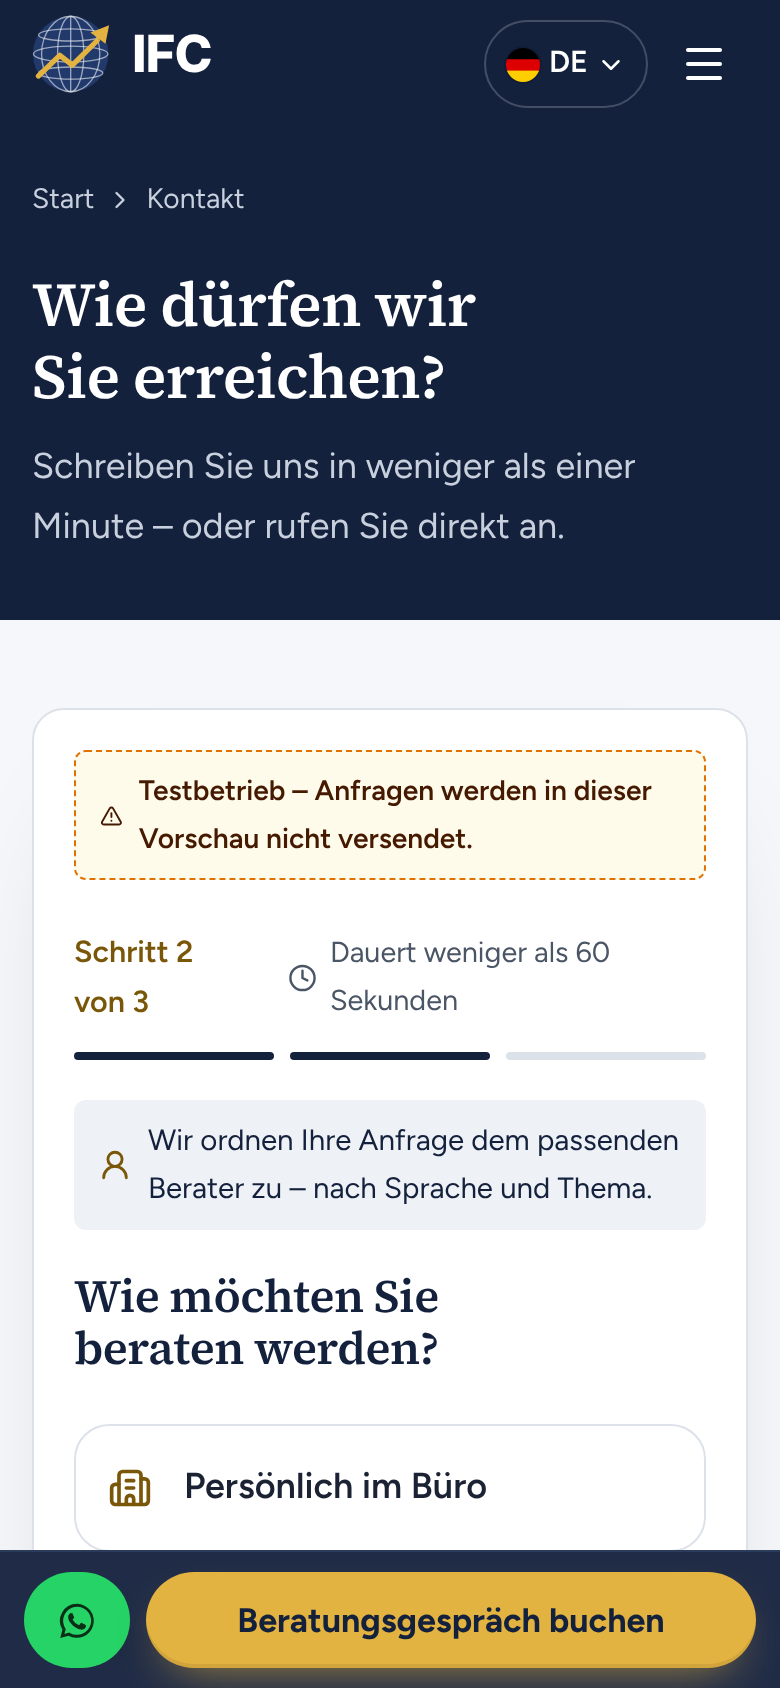 IFC
DE
Start > Kontakt
Wie dürfen wir
Sie erreichen?
Schreiben Sie uns in weniger als einer
Minute – oder rufen Sie direkt an.
Testbetrieb – Anfragen werden in dieser
Vorschau nicht versendet.
Schritt 2
von 3
Dauert weniger als 60
Sekunden
Wir ordnen Ihre Anfrage dem passenden
Berater zu – nach Sprache und Thema.
Wie möchten Sie
beraten werden?
Persönlich im Büro
Beratungsgespräch buchen